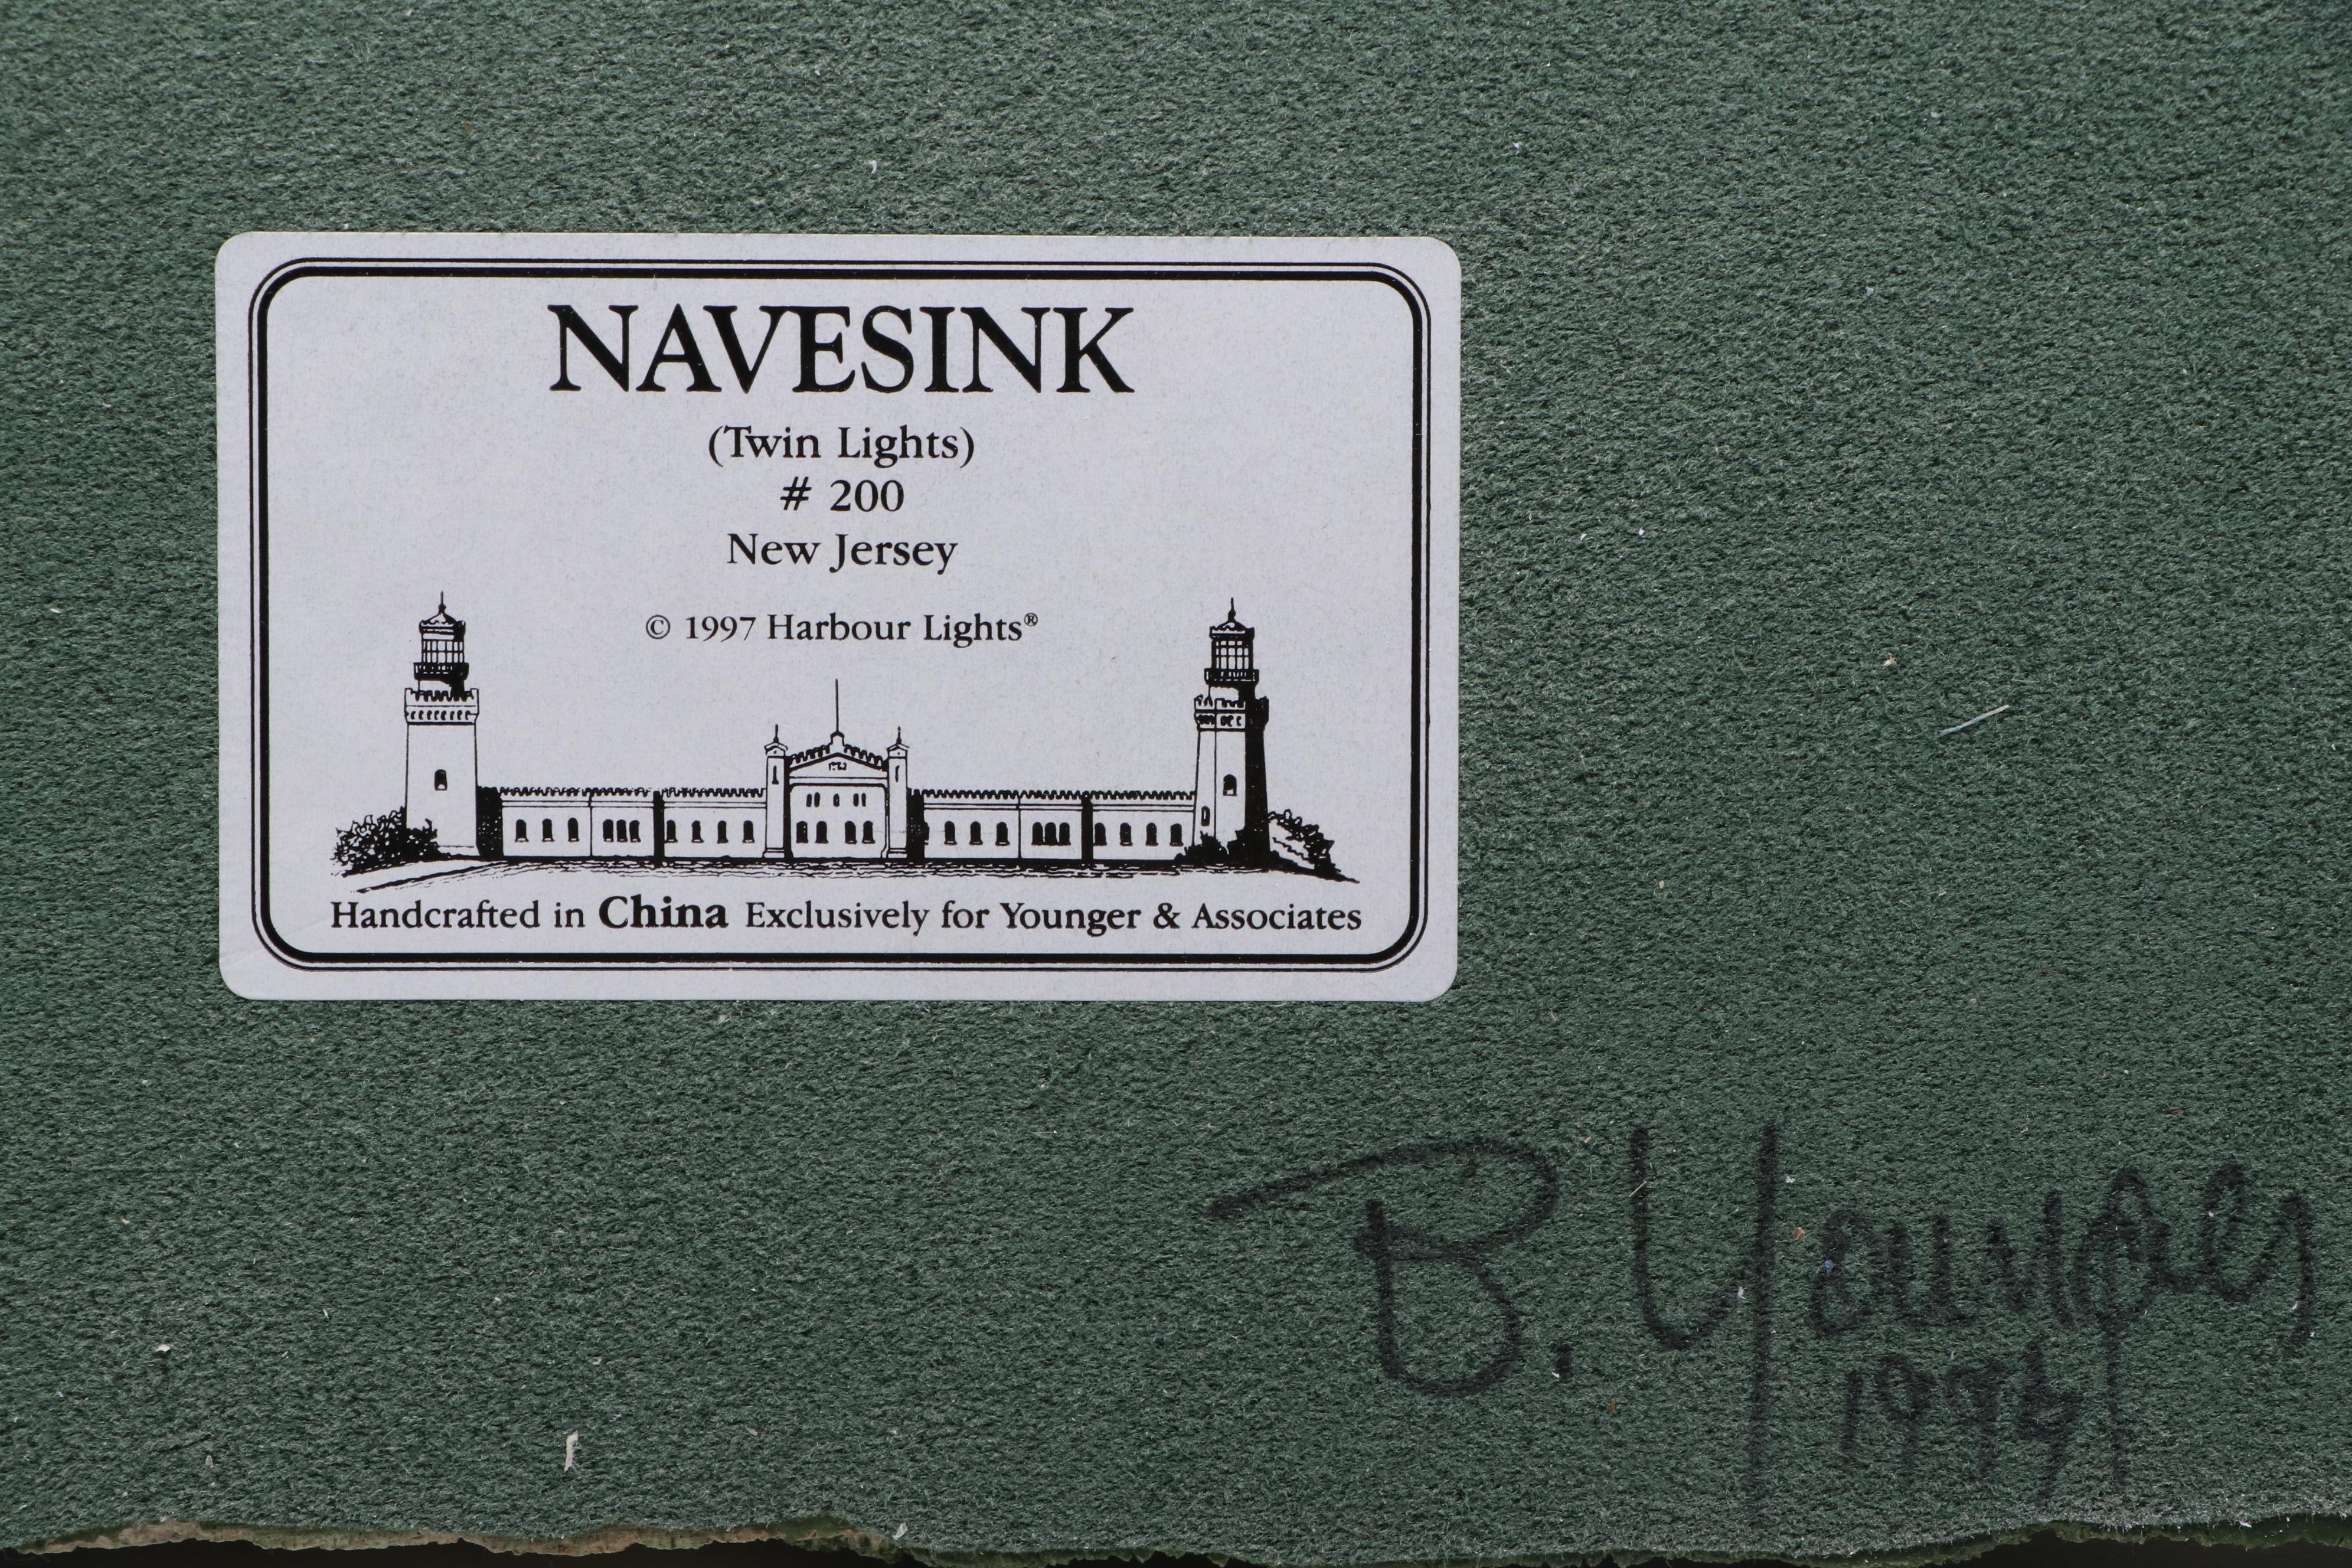 NAVESINK
(Twin Lights)
# 200
New Jersey
© 1997 Harbour Lights®
Handcrafted in China Exclusively for Younger & Associates
B. Younger